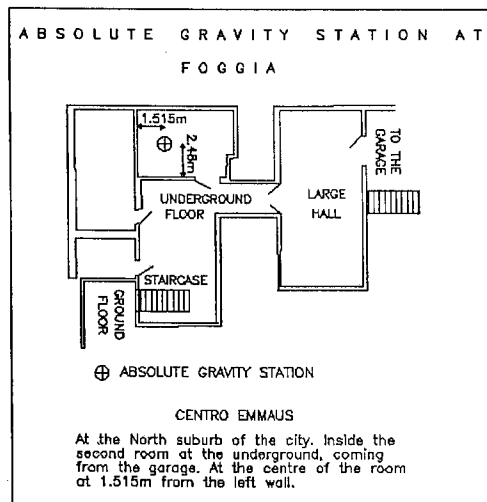 ABSOLUTE GRAVITY STATION AT
FOGGIA
1.515m
2.48m
TO THE
GARAGE
UNDERGROUND
FLOOR
LARGE
HALL
STAIRCASE
GROUND
FLOOR
ABSOLUTE GRAVITY STATION
CENTRO EMMAUS
At the North suburb of the city. Inside the
second room at the underground, coming
from the garage. At the centre of the room
at 1.515m from the left wall.